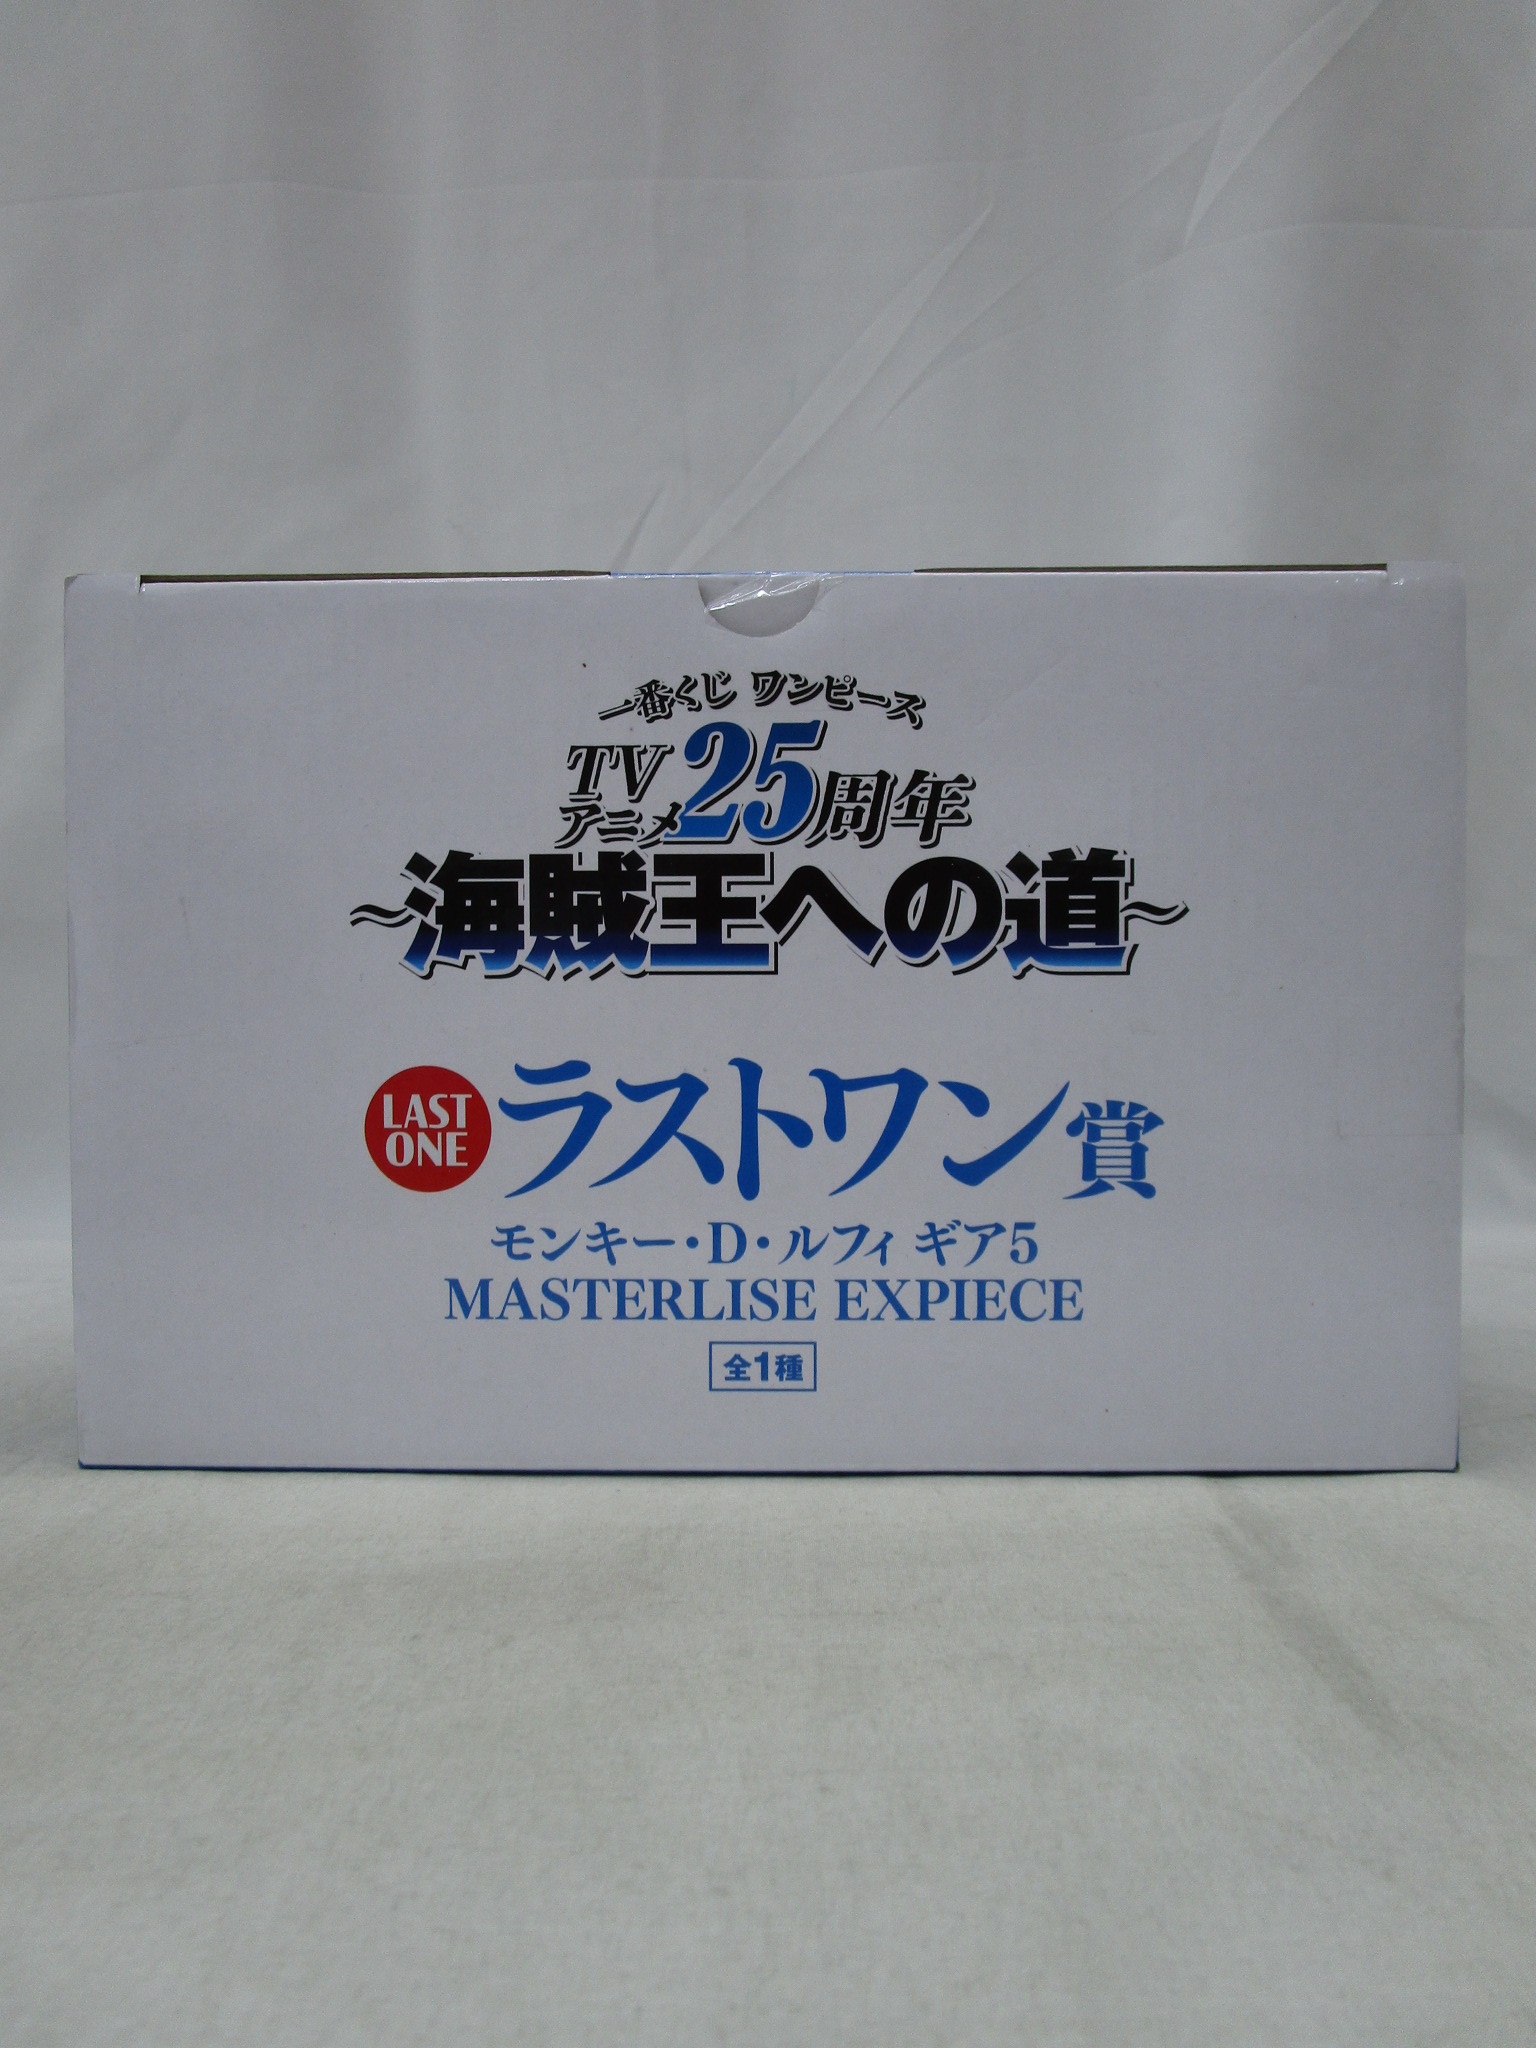 一番くじ ワンピース
TVアニメ25周年
～海賊王への道～
LAST ONE ラストワン賞
モンキー・D・ルフィ ギア5
MASTERLISE EXPIECE
全1種